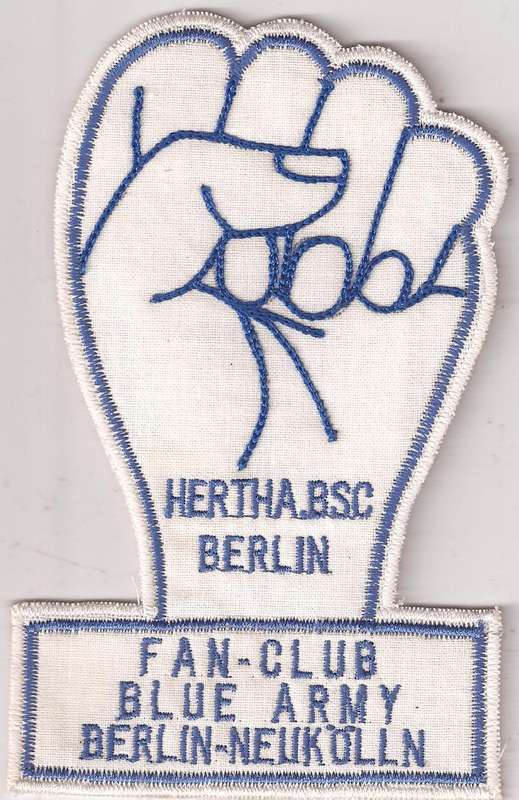 HERTHA.BSC
BERLIN
FAN-CLUB
BLUE ARMY
BERLIN-NEUKÖLLN